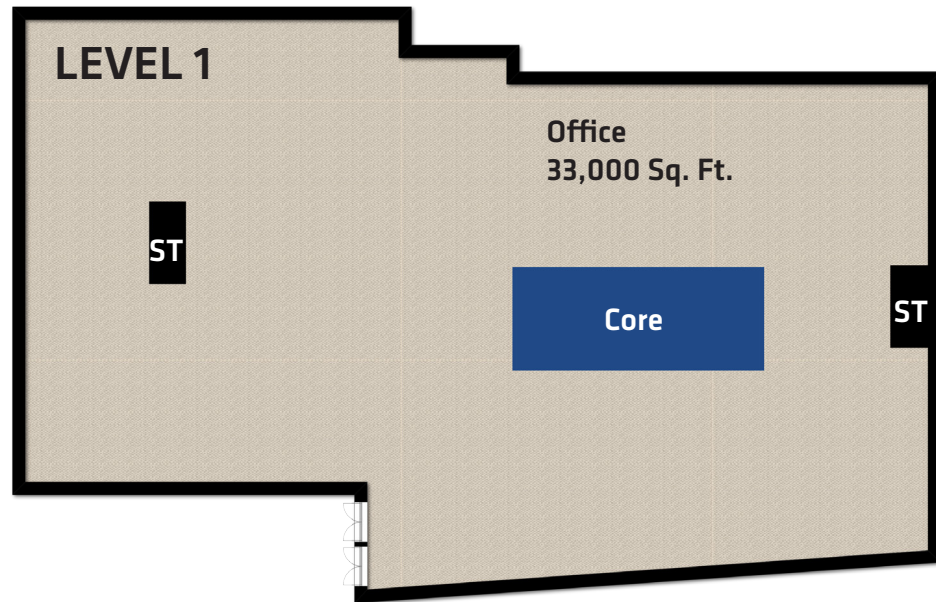 LEVEL 1
Office
33,000 Sq. Ft.
ST
Core
ST